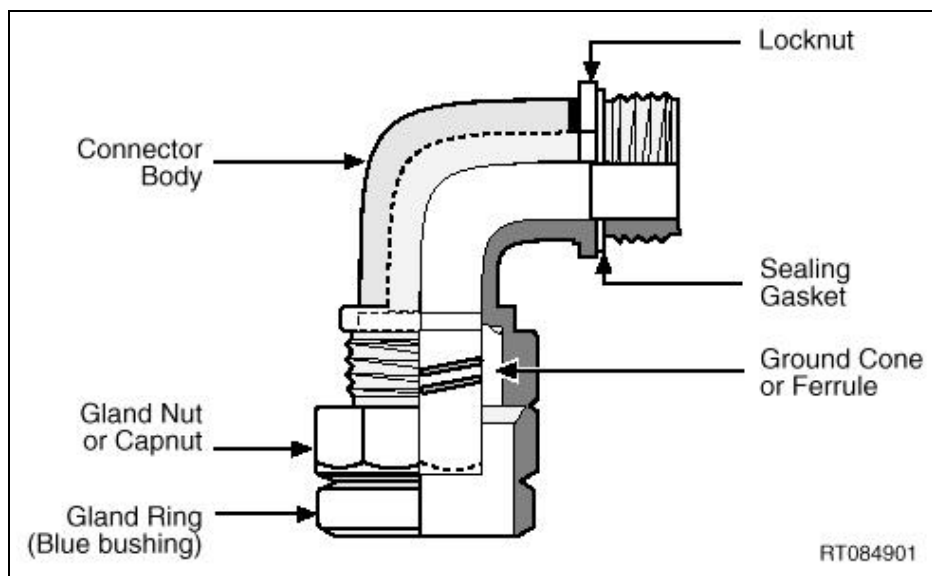 Locknut
Connector
Body
Sealing
Gasket
Ground Cone
or Ferrule
Gland Nut
or Capnut
Gland Ring
(Blue bushing)
RT084901